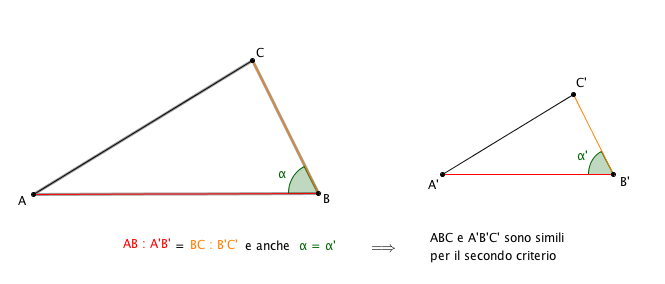 C
C'
α
α'
A
B
A'
B'
AB : A'B' = BC : B'C' e anche α = α' ⟹
ABC e A'B'C' sono simili
per il secondo criterio